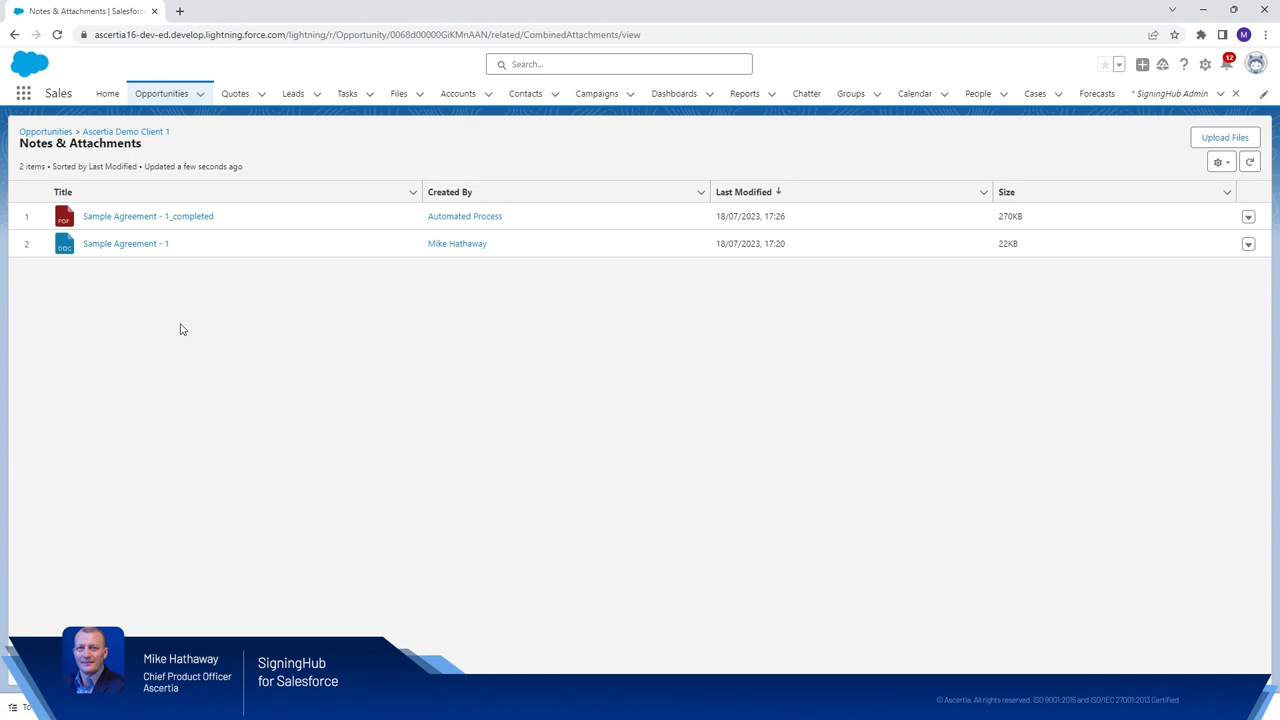 Notes & Attachments | Salesforc
ascertia16-dev-ed.develop.lightning.force.com/lightning/r/Opportunity/0068d00000GiKMnAAN/related/CombinedAttachments/view
M
Search...
12
Sales
Home
Opportunities
Quotes
Leads
Tasks
Files
Accounts
Contacts
Campaigns
Dashboards
Reports
Chatter
Groups
Calendar
People
Cases
Forecasts
* SigningHub Admin
Opportunities > Ascertia Demo Client 1
Notes & Attachments
Upload Files
2 items • Sorted by Last Modified • Updated a few seconds ago
Title Created By Last Modified Size
1 PDF Sample Agreement - 1_completed Automated Process 18/07/2023, 17:26 270KB
2 DOC Sample Agreement - 1 Mike Hathaway 18/07/2023, 17:20 22KB
Mike Hathaway
Chief Product Officer
Ascertia
SigningHub
for Salesforce
© Ascertia. All rights reserved. ISO 9001:2015 and ISO/IEC 27001:2013 Certified
To